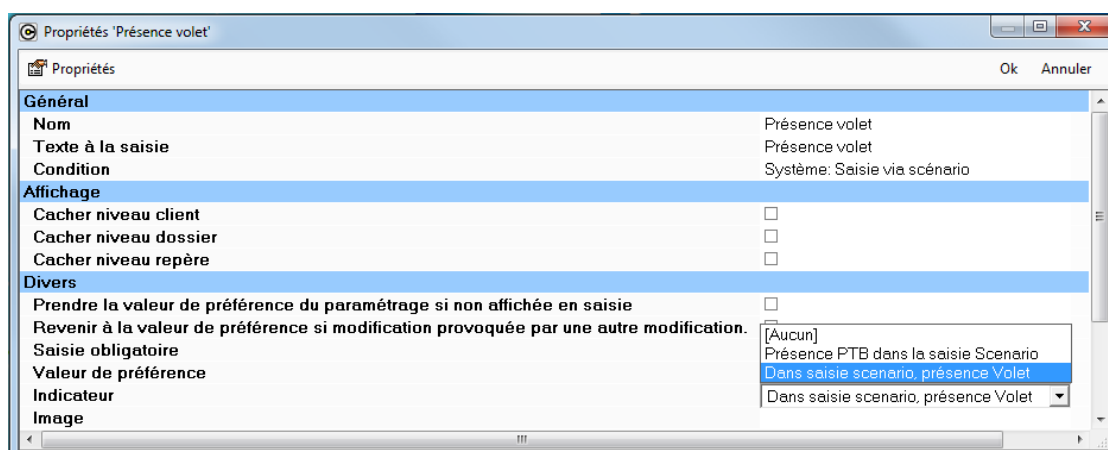 Propriétés 'Présence volet'
Propriétés Ok Annuler
Général
Nom Présence volet
Texte à la saisie Présence volet
Condition Système: Saisie via scénario
Affichage
Cacher niveau client
Cacher niveau dossier
Cacher niveau repère
Divers
Prendre la valeur de préférence du paramétrage si non affichée en saisie
Revenir à la valeur de préférence si modification provoquée par une autre modification.
[Aucun]
Saisie obligatoire Présence PTB dans la saisie Scenario
Valeur de préférence Dans saisie scenario, présence Volet
Indicateur Dans saisie scenario, présence Volet
Image